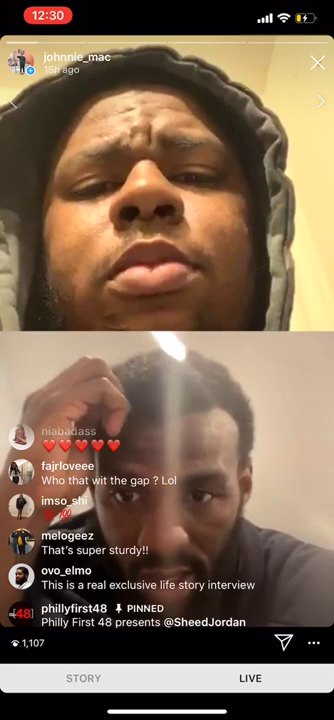 12:30
johnnie_mac
15h ago
niabadass
❤️❤️❤️❤️❤️
fajrloveee
Who that wit the gap ? Lol
imso_shi
💯💯
melogeez
That's super sturdy!!
ovo_elmo
This is a real exclusive life story interview
[48] phillyfirst48 PINNED
Philly First 48 presents @SheedJordan
1,107
STORY LIVE